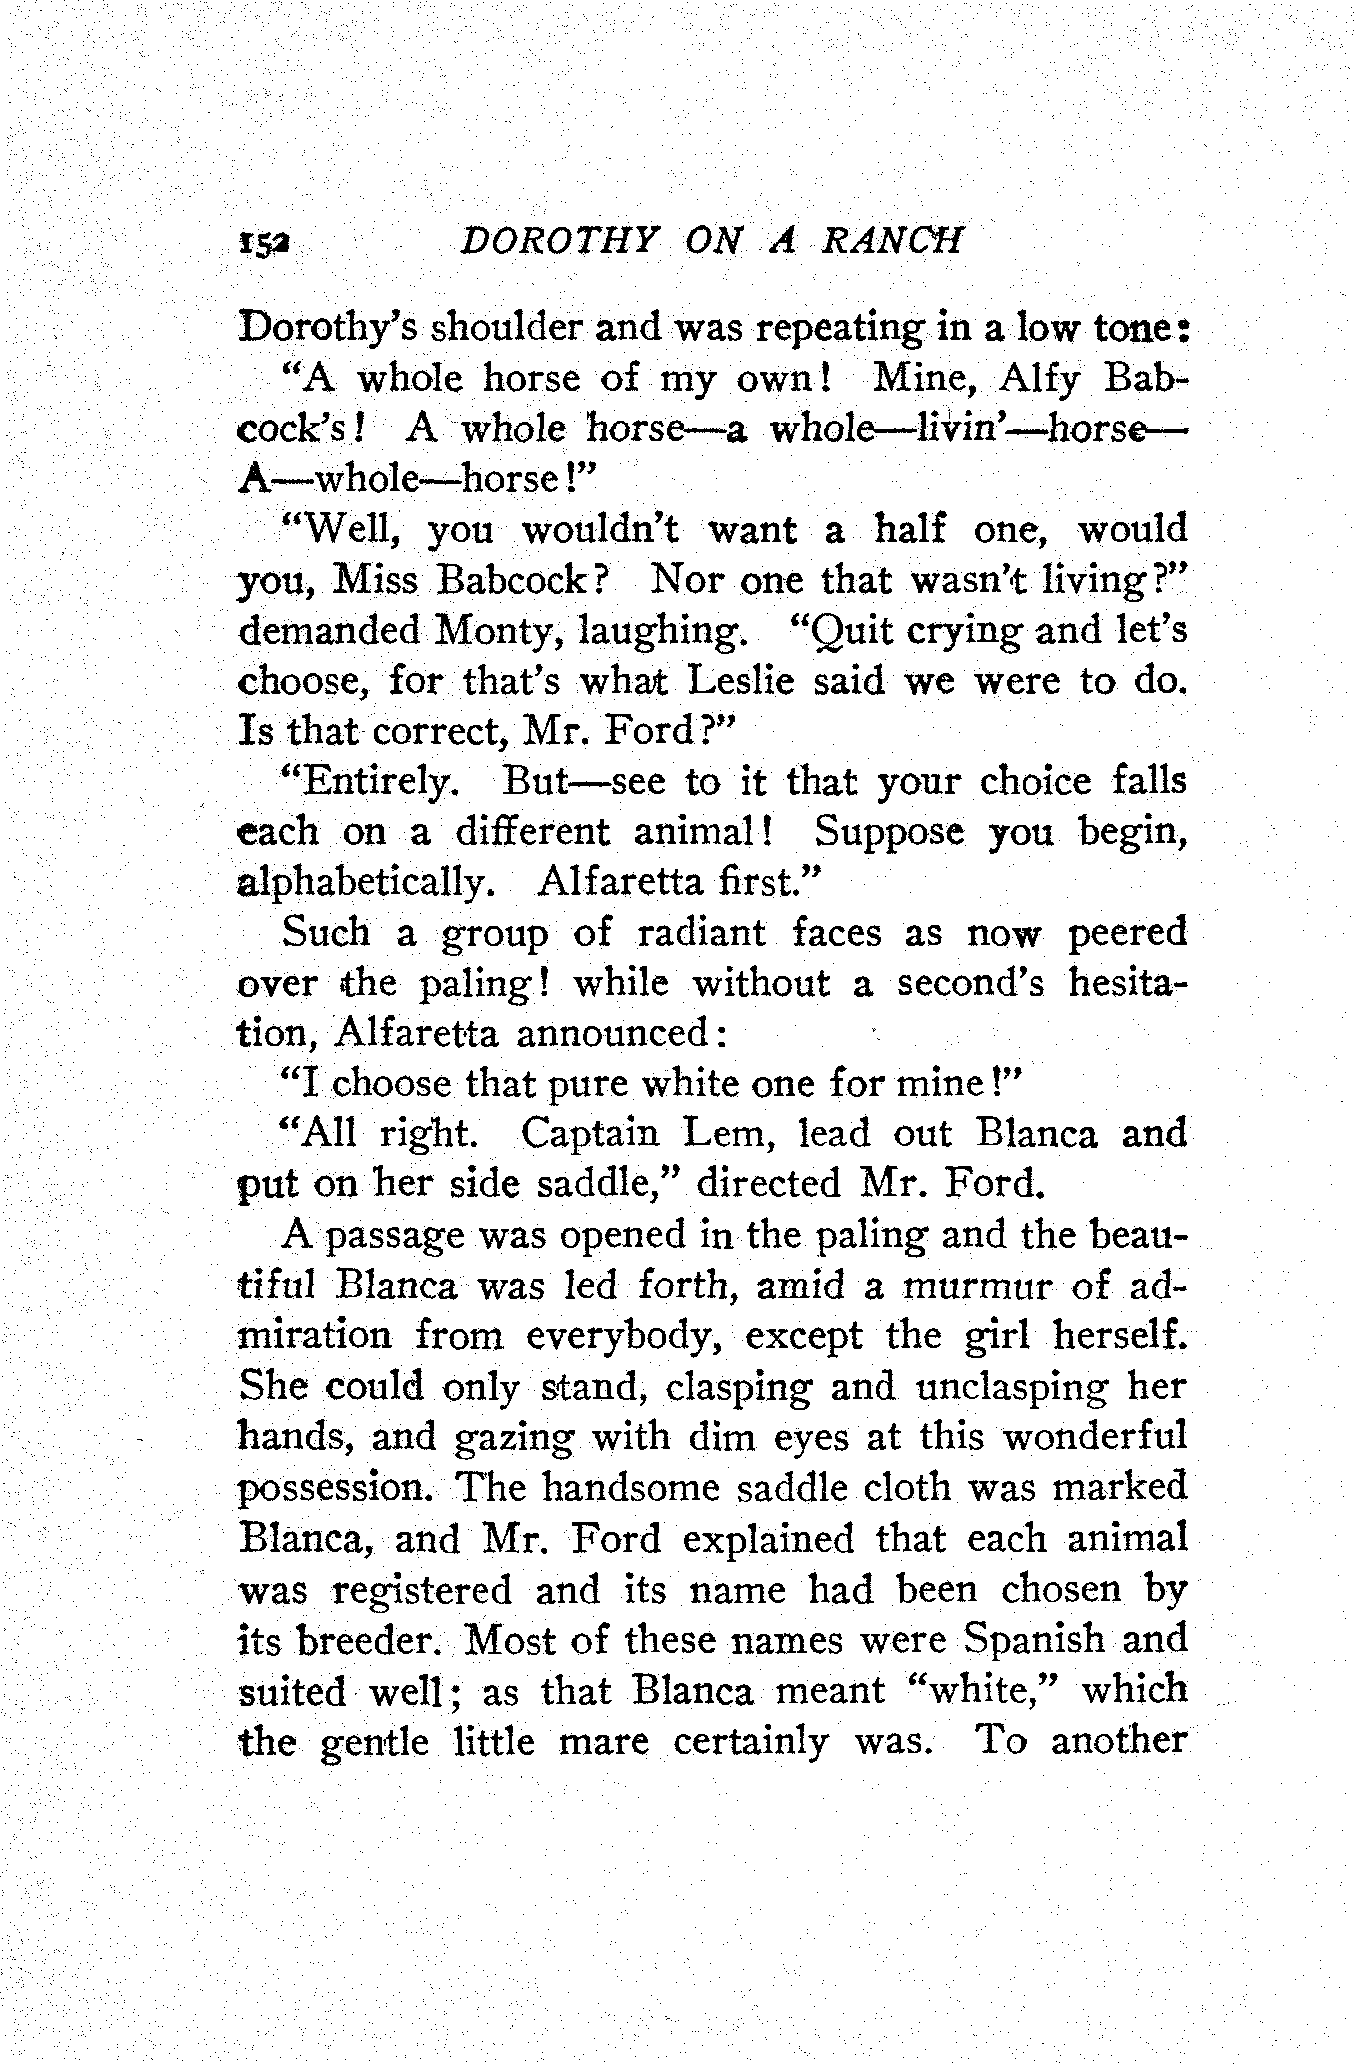 152 DOROTHY ON A RANCH
Dorothy's shoulder and was repeating in a low tone:
"A whole horse of my own! Mine, Alfy Bab-
cock's! A whole horse—a whole—livin'—horse—
A—whole—horse!"
"Well, you wouldn't want a half one, would
you, Miss Babcock? Nor one that wasn't living?"
demanded Monty, laughing. "Quit crying and let's
choose, for that's what Leslie said we were to do.
Is that correct, Mr. Ford?"
"Entirely. But—see to it that your choice falls
each on a different animal! Suppose you begin,
alphabetically. Alfaretta first."
Such a group of radiant faces as now peered
over the paling! while without a second's hesita-
tion, Alfaretta announced:
"I choose that pure white one for mine!"
"All right. Captain Lem, lead out Blanca and
put on her side saddle," directed Mr. Ford.
A passage was opened in the paling and the beau-
tiful Blanca was led forth, amid a murmur of ad-
miration from everybody, except the girl herself.
She could only stand, clasping and unclasping her
hands, and gazing with dim eyes at this wonderful
possession. The handsome saddle cloth was marked
Blanca, and Mr. Ford explained that each animal
was registered and its name had been chosen by
its breeder. Most of these names were Spanish and
suited well; as that Blanca meant "white," which
the gentle little mare certainly was. To another